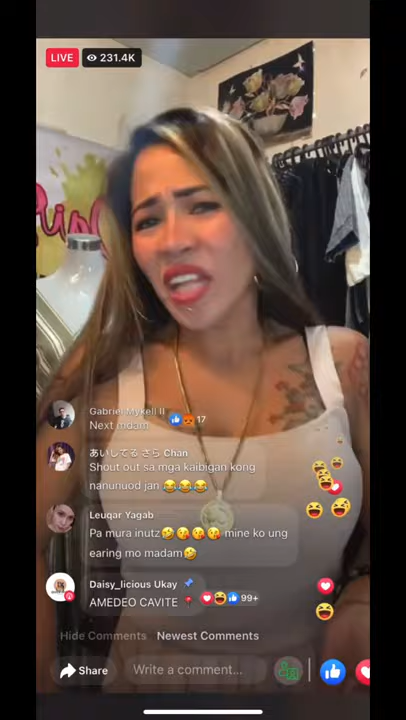 LIVE 231.4K
Gabriel Mykell II
Next mdam 17
あいしてる さら Chan
Shout out sa mga kaibigan kong
nanunuod jan 😂😂😂
Leuqar Yagab
Pa mura inutz🤣😘😘😘 mine ko ung
earing mo madam🤣
Daisy_licious Ukay
AMEDEO CAVITE 📍 99+
Hide Comments Newest Comments
Share Write a comment...